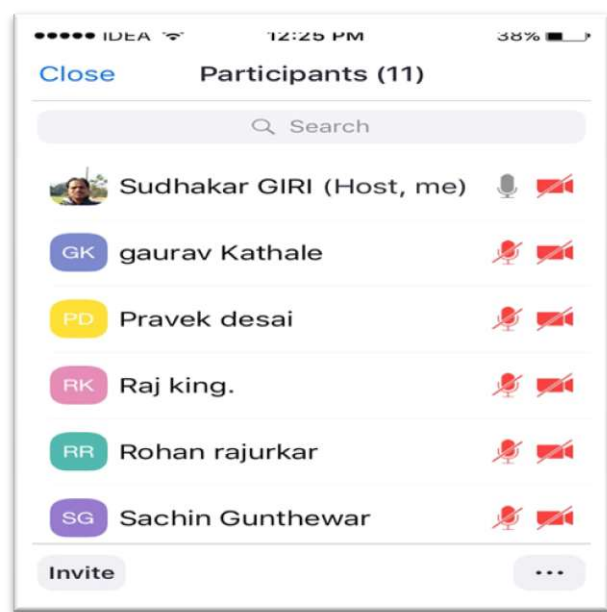 ●●●●● IDEA 12:25 PM 38%
Close Participants (11)
Search
Sudhakar GIRI (Host, me)
GK gaurav Kathale
PD Pravek desai
RK Raj king.
RR Rohan rajurkar
SG Sachin Gunthewar
Invite ...